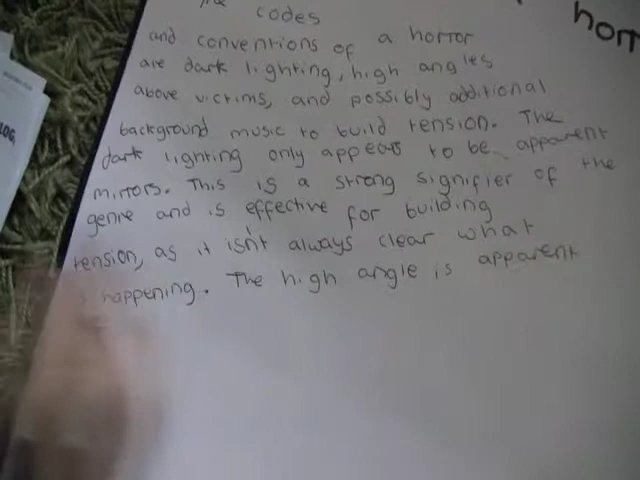 The codes
and conventions of a horror
are dark lighting, high angles
above victims, and possibly additional
background music to build tension. The
dark lighting only appears to be apparent
mirrors. This is a strong signifier of the
genre and is effective for building
tension, as it isn't always clear what
happening. The high angle is apparent
horr
LOG,